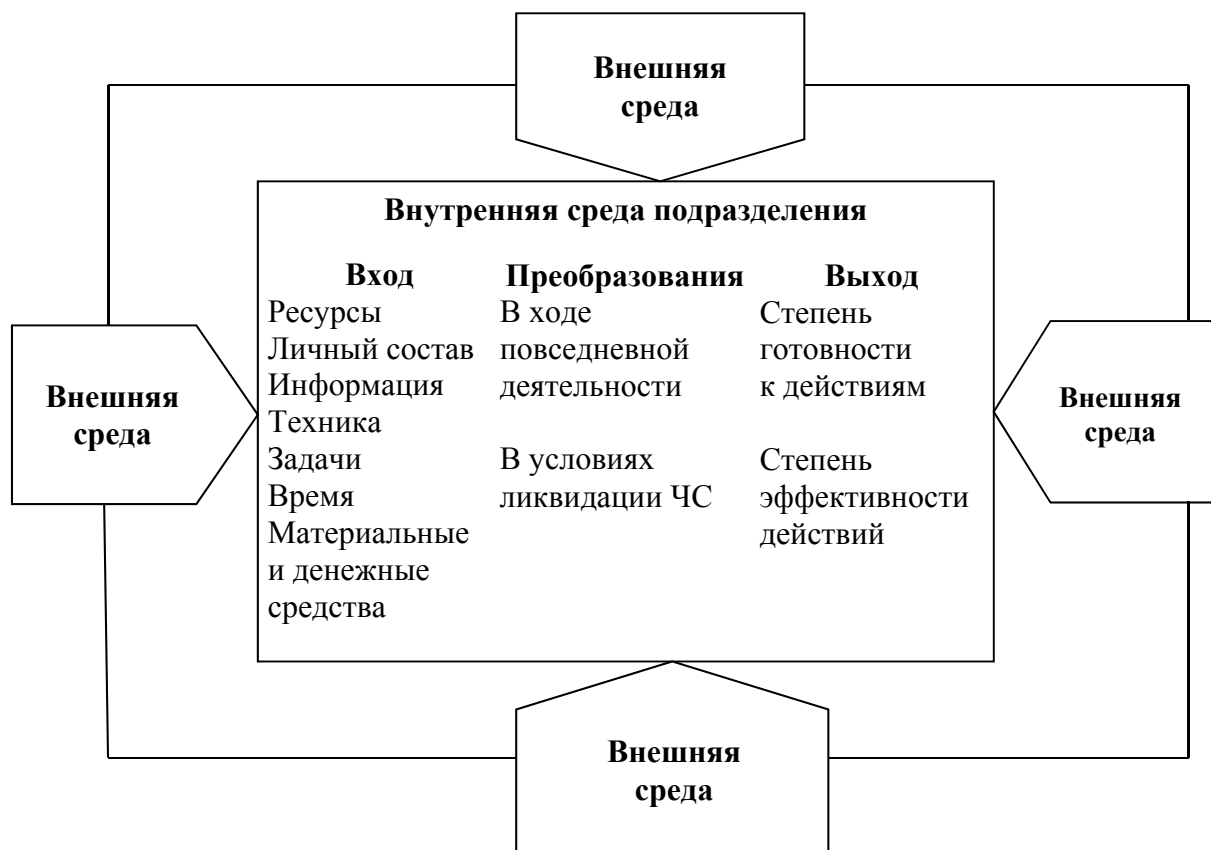 Внешняя
среда
Внутренняя среда подразделения
Вход
Ресурсы
Личный состав
Информация
Техника
Задачи
Время
Материальные
и денежные
средства
Преобразования
В ходе
повседневной
деятельности
В условиях
ликвидации ЧС
Выход
Степень
готовности
к действиям
Степень
эффективности
действий
Внешняя
среда
Внешняя
среда
Внешняя
среда